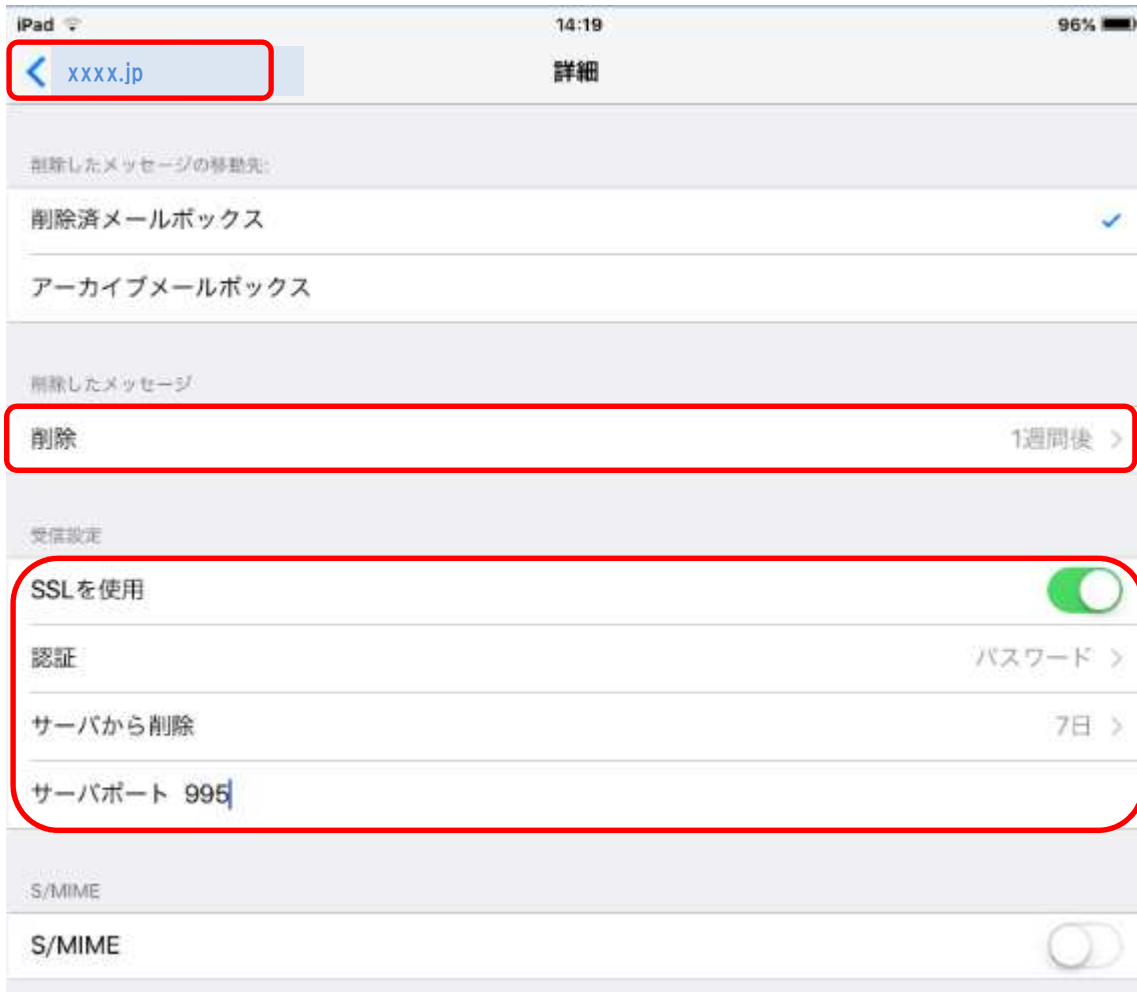 iPad 14:19 96%
xxxx.jp 詳細
削除したメッセージの移動先:
削除済メールボックス
アーカイブメールボックス
削除したメッセージ
削除 1週間後
受信設定
SSLを使用
認証 パスワード
サーバから削除 7日
サーバポート 995
S/MIME
S/MIME